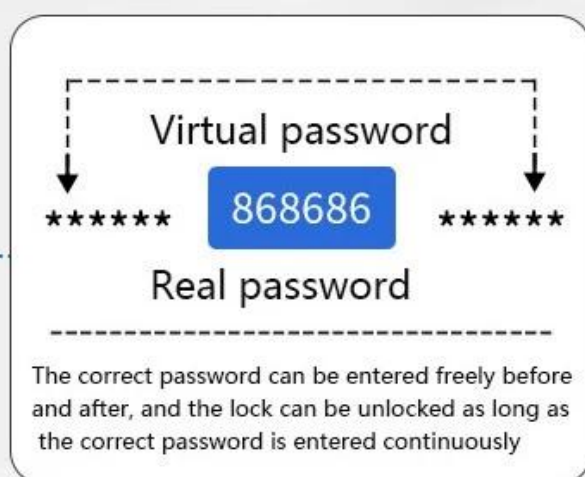 Virtual password
****** 868686 ******
Real password
The correct password can be entered freely before
and after, and the lock can be unlocked as long as
the correct password is entered continuously